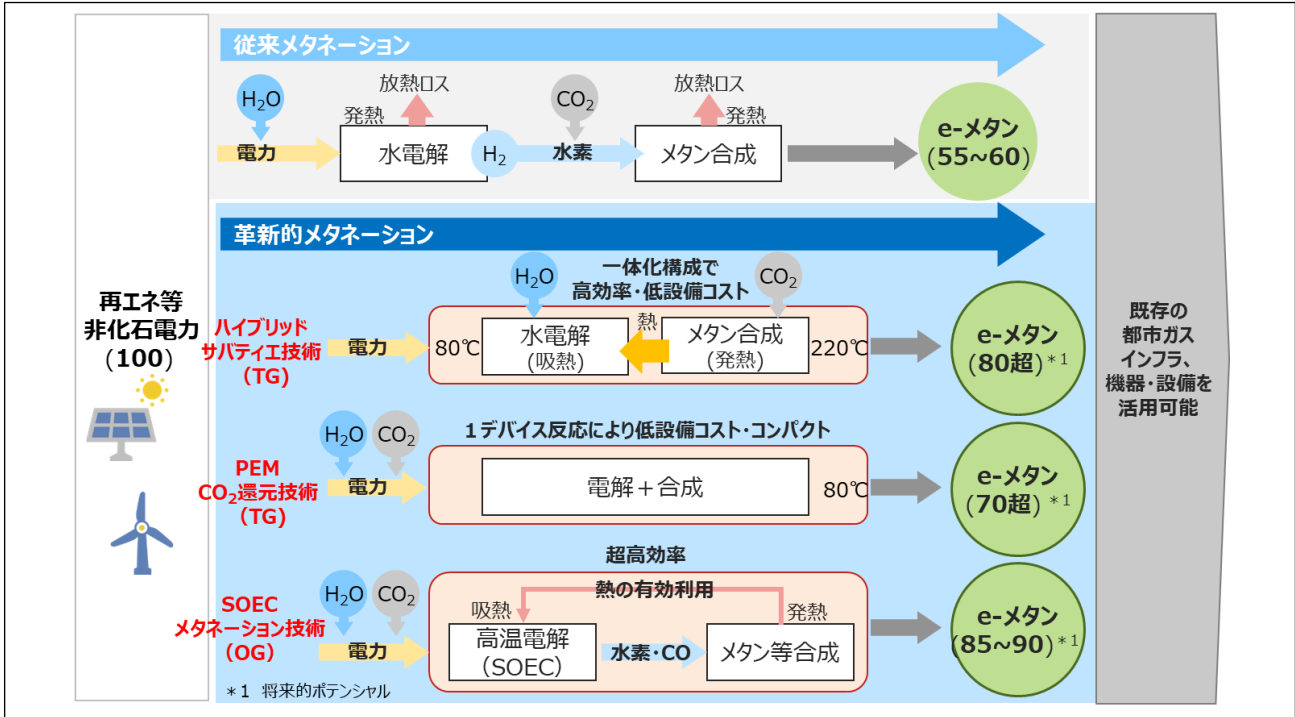 再エネ等
非化石電力
(100)
従来メタネーション
H₂O
電力
発熱
放熱ロス
水電解
H₂
CO₂
水素
放熱ロス
発熱
メタン合成
e-メタン
(55~60)
革新的メタネーション
ハイブリッド
サバティエ技術
(TG)
電力
一体化構成で
高効率・低設備コスト
H₂O
CO₂
80℃
水電解
(吸熱)
熱
メタン合成
(発熱)
220℃
e-メタン
(80超)*1
PEM
CO₂還元技術
(TG)
H₂O
CO₂
電力
1デバイス反応により低設備コスト・コンパクト
電解＋合成
80℃
e-メタン
(70超)*1
SOEC
メタネーション技術
(OG)
H₂O
CO₂
電力
超高効率
熱の有効利用
吸熱
発熱
高温電解
(SOEC)
水素・CO
メタン等合成
e-メタン
(85~90)*1
*1 将来的ポテンシャル
既存の
都市ガス
インフラ、
機器・設備を
活用可能